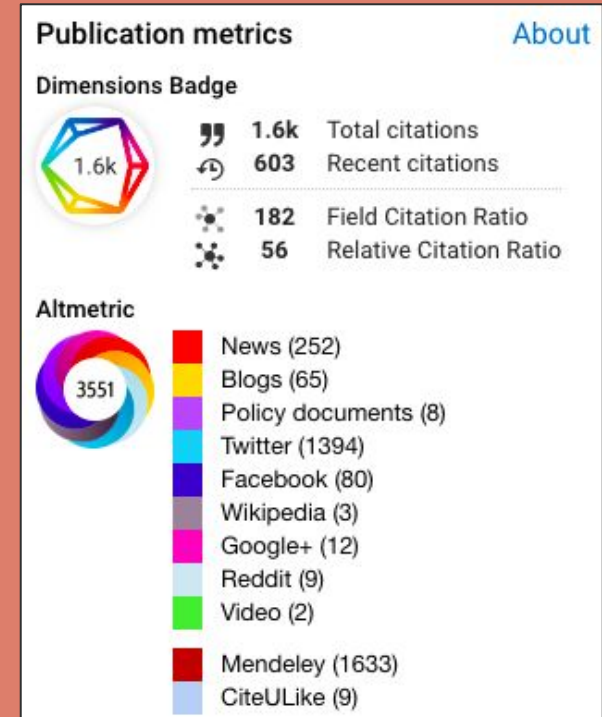 Publication metrics About
Dimensions Badge
1.6k
1.6k Total citations
603 Recent citations
182 Field Citation Ratio
56 Relative Citation Ratio
Altmetric
3551
News (252)
Blogs (65)
Policy documents (8)
Twitter (1394)
Facebook (80)
Wikipedia (3)
Google+ (12)
Reddit (9)
Video (2)
Mendeley (1633)
CiteULike (9)